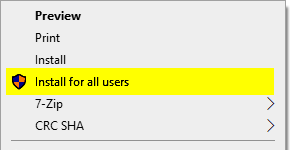 Preview
Print
Install
Install for all users
7-Zip
CRC SHA